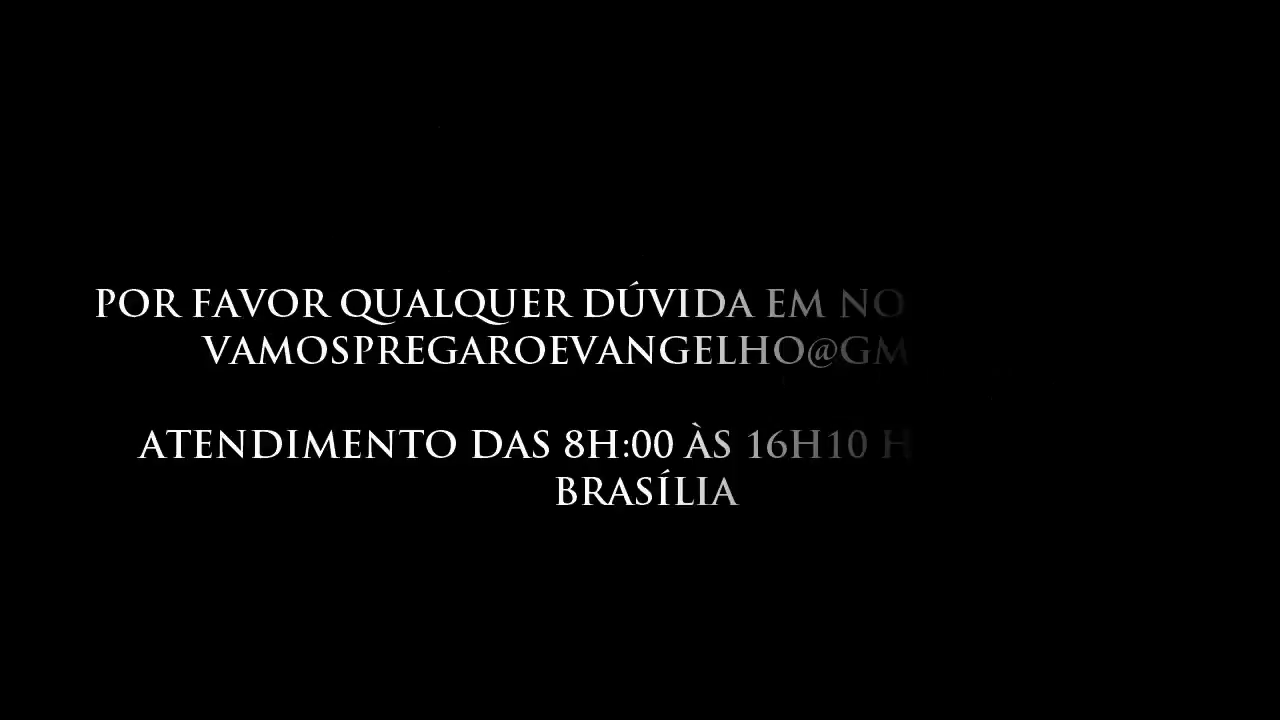 POR FAVOR QUALQUER DÚVIDA EM NO
VAMOSPREGAROEVANGELHO@GM
ATENDIMENTO DAS 8H:00 ÀS 16H10 H
BRASÍLIA